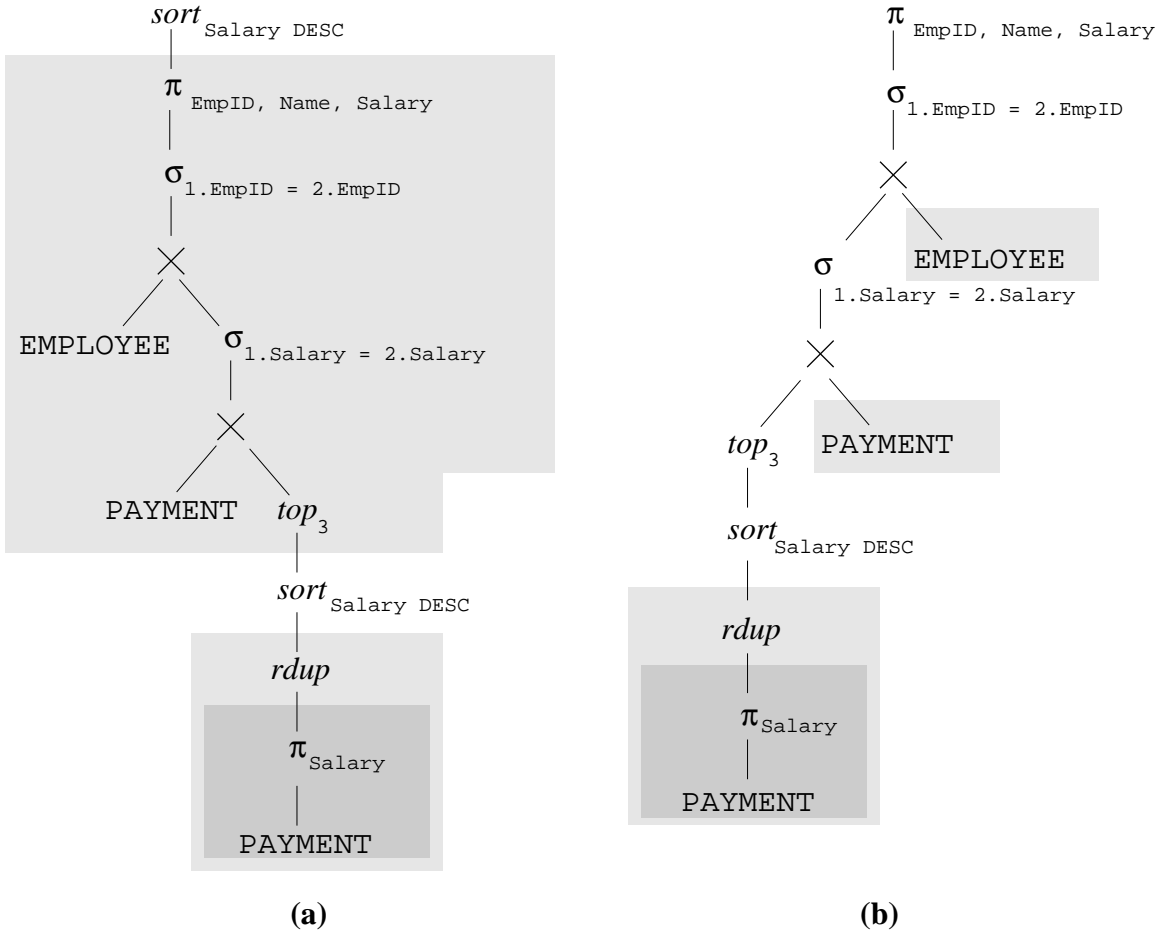 sort Salary DESC
π EmpID, Name, Salary
σ 1.EmpID = 2.EmpID
×
EMPLOYEE
σ 1.Salary = 2.Salary
×
PAYMENT
top 3
sort Salary DESC
rdup
π Salary
PAYMENT
(a)
π EmpID, Name, Salary
σ 1.EmpID = 2.EmpID
×
EMPLOYEE
σ 1.Salary = 2.Salary
×
PAYMENT
top 3
sort Salary DESC
rdup
π Salary
PAYMENT
(b)